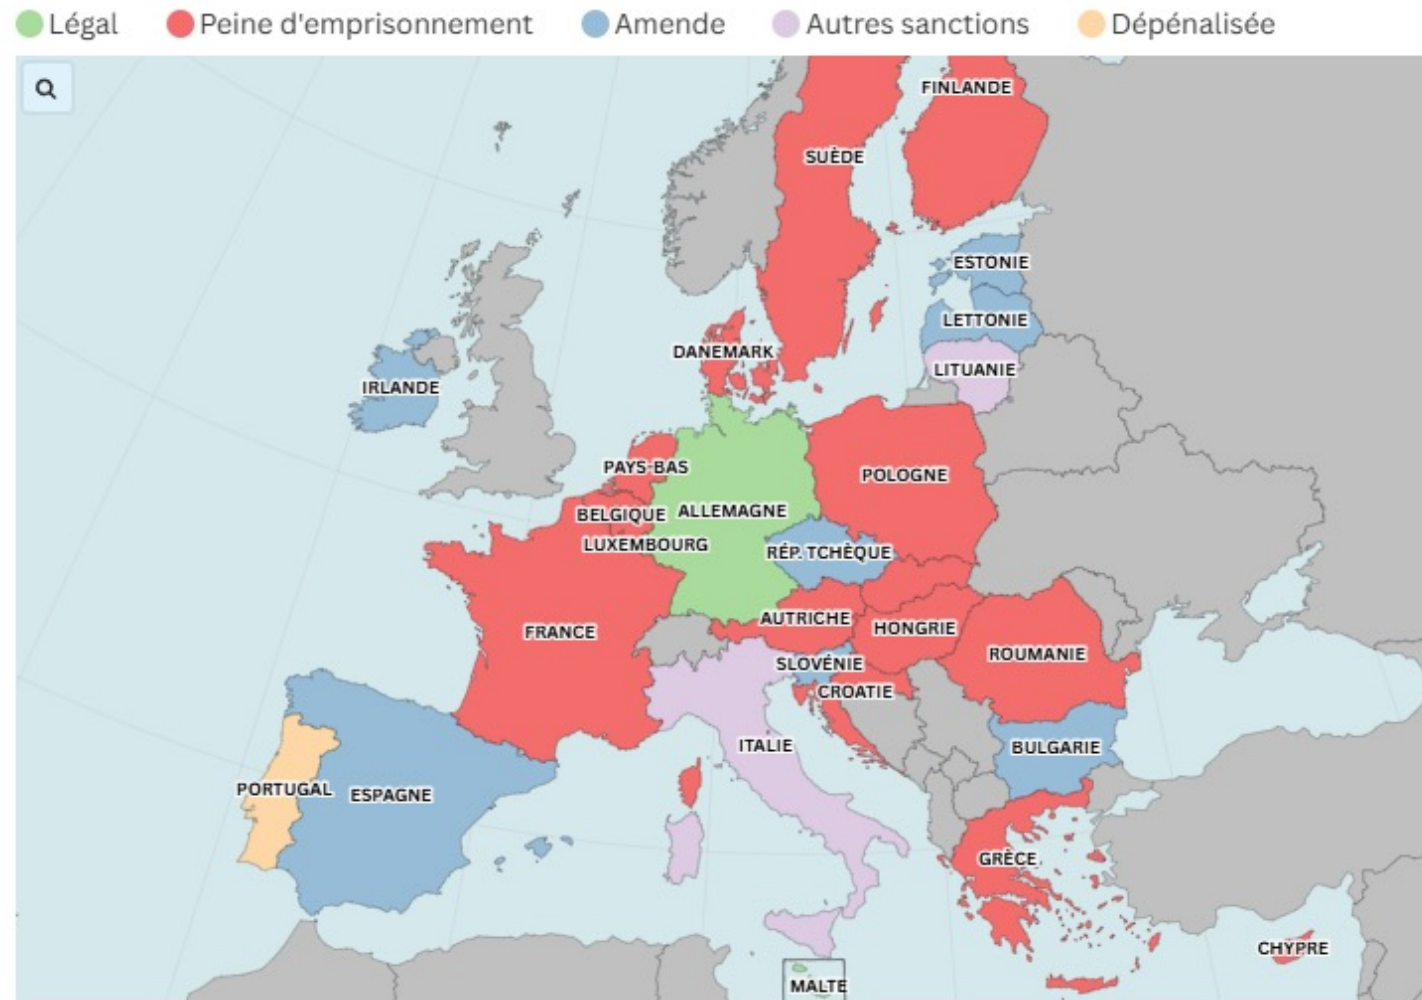 Légal Peine d'emprisonnement Amende Autres sanctions Dépénalisée
FINLANDE
SUÈDE
ESTONIE
LETTONIE
DANEMARK
LITUANIE
IRLANDE
PAYS-BAS
POLOGNE
BELGIQUE
ALLEMAGNE
LUXEMBOURG
RÉP. TCHÈQUE
AUTRICHE
HONGRIE
FRANCE
ROUMANIE
SLOVÉNIE
CROATIE
ITALIE
BULGARIE
PORTUGAL
ESPAGNE
GRÈCE
CHYPRE
MALTE